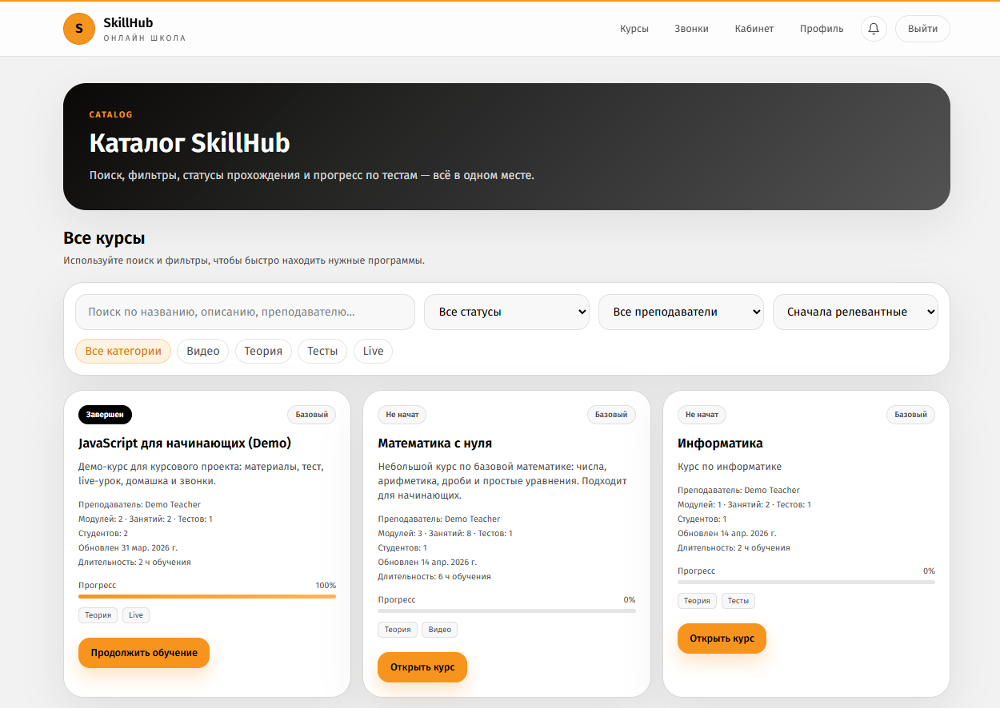 S
SkillHub
ОНЛАЙН ШКОЛА
Курсы
Звонки
Кабинет
Профиль
Выйти
CATALOG
Каталог SkillHub
Поиск, фильтры, статусы прохождения и прогресс по тестам — всё в одном месте.
Все курсы
Используйте поиск и фильтры, чтобы быстро находить нужные программы.
Поиск по названию, описанию, преподавателю...
Все статусы
Все преподаватели
Сначала релевантные
Все категории
Видео
Теория
Тесты
Live
Завершен
Базовый
JavaScript для начинающих (Demo)
Демо-курс для курсового проекта: материалы, тест,
live-урок, домашка и звонки.
Преподаватель: Demo Teacher
Модулей: 2 · Занятий: 2 · Тестов: 1
Студентов: 2
Обновлен 31 мар. 2026 г.
Длительность: 2 ч обучения
Прогресс
100%
Теория
Live
Продолжить обучение
Не начат
Базовый
Математика с нуля
Небольшой курс по базовой математике: числа,
арифметика, дроби и простые уравнения. Подходит
для начинающих.
Преподаватель: Demo Teacher
Модулей: 3 · Занятий: 8 · Тестов: 1
Студентов: 1
Обновлен 14 апр. 2026 г.
Длительность: 6 ч обучения
Прогресс
0%
Теория
Видео
Открыть курс
Не начат
Базовый
Информатика
Курс по информатике
Преподаватель: Demo Teacher
Модулей: 1 · Занятий: 2 · Тестов: 1
Студентов: 1
Обновлен 14 апр. 2026 г.
Длительность: 2 ч обучения
Прогресс
0%
Теория
Тесты
Открыть курс